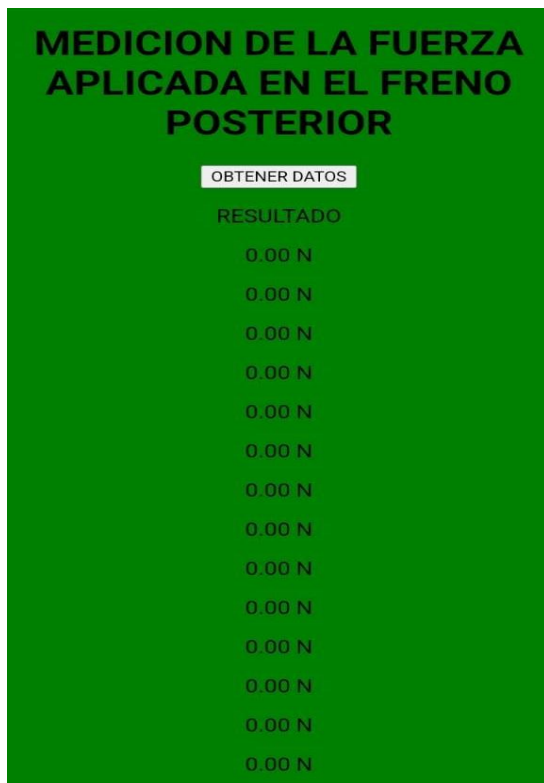 MEDICION DE LA FUERZA
APLICADA EN EL FRENO
POSTERIOR
OBTENER DATOS
RESULTADO
0.00 N
0.00 N
0.00 N
0.00 N
0.00 N
0.00 N
0.00 N
0.00 N
0.00 N
0.00 N
0.00 N
0.00 N
0.00 N
0.00 N